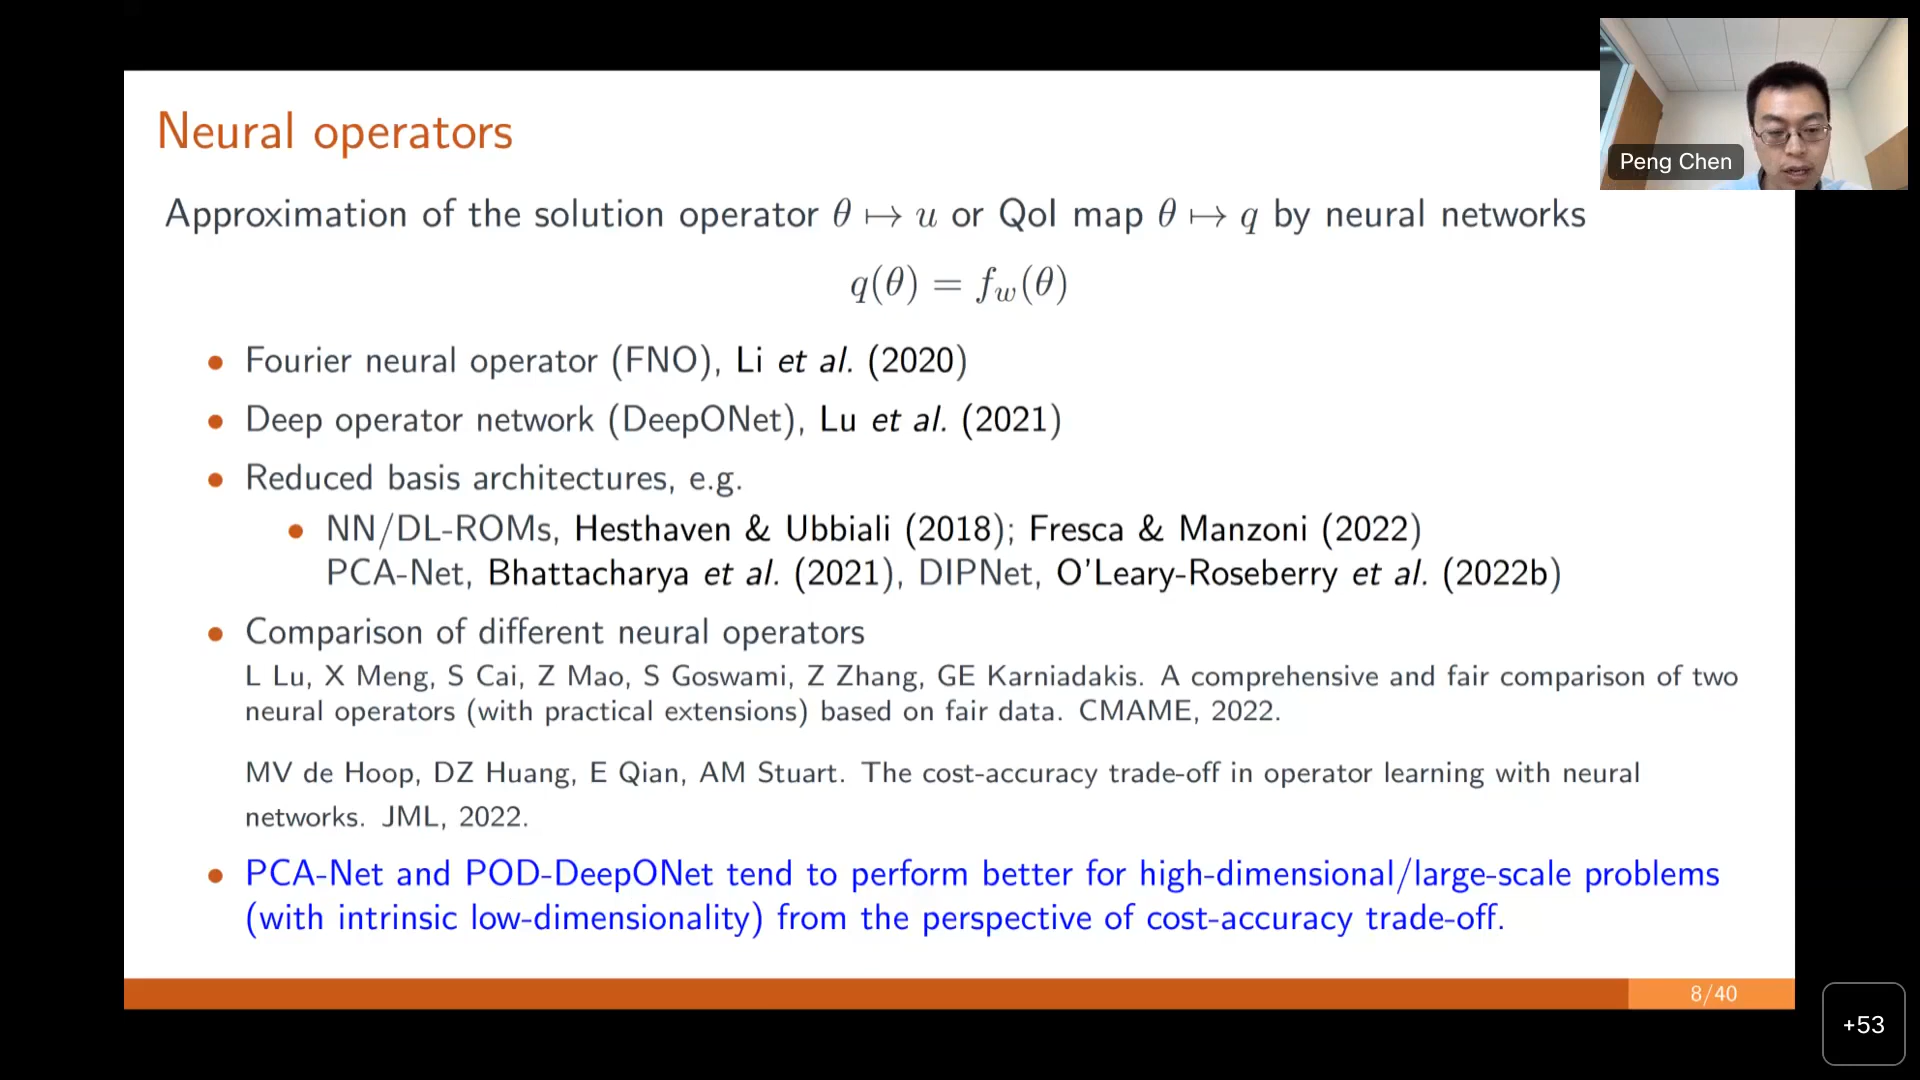 Neural operators
Peng Chen
Approximation of the solution operator θ ↦ u or QoI map θ ↦ q by neural networks
q(θ) = f_w(θ)
• Fourier neural operator (FNO), Li et al. (2020)
• Deep operator network (DeepONet), Lu et al. (2021)
• Reduced basis architectures, e.g.
• NN/DL-ROMs, Hesthaven & Ubbiali (2018); Fresca & Manzoni (2022)
PCA-Net, Bhattacharya et al. (2021), DIPNet, O'Leary-Roseberry et al. (2022b)
• Comparison of different neural operators
L Lu, X Meng, S Cai, Z Mao, S Goswami, Z Zhang, GE Karniadakis. A comprehensive and fair comparison of two
neural operators (with practical extensions) based on fair data. CMAME, 2022.
MV de Hoop, DZ Huang, E Qian, AM Stuart. The cost-accuracy trade-off in operator learning with neural
networks. JML, 2022.
• PCA-Net and POD-DeepONet tend to perform better for high-dimensional/large-scale problems
(with intrinsic low-dimensionality) from the perspective of cost-accuracy trade-off.
8/40
+53